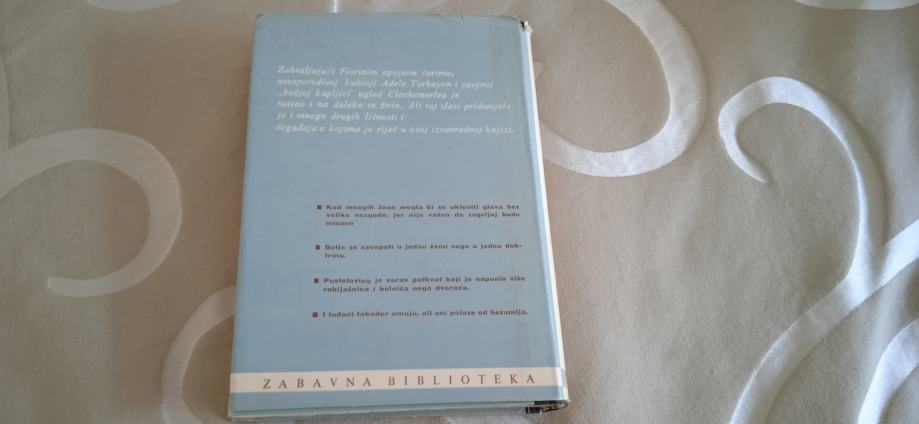 Zahvaljujući Florinim opojnim čarima,
neusporedivoj kuhinji Adele Torbayon i opojnoj
„božjoj kapljici" ugled Clochemerlea je
rastao i na daleko se širio. Ali toj slavi pridonijela
je i mnogo drugih ličnosti i
događaja o kojima je riječ u ovoj izvanrednoj knjizi.
■ Kod mnogih žena mogla bi se ukloniti glava bez
velike nezgode, jer nije važno da zagrljaj bude
misaon
■ Bolje se zacopati u jednu ženu nego u jednu dok-
trinu.
■ Pustolovina je varav pothvat koji je napunio više
robijašnica i bolnica nego dvoraca.
■ I luđaci također umuju, ali oni polaze od bezumlja.
ZABAVNA BIBLIOTEKA